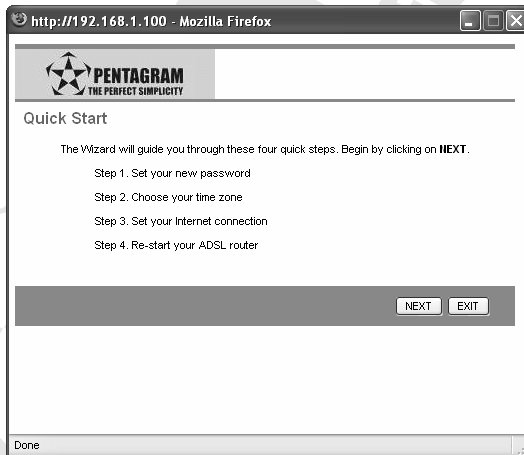 http://192.168.1.100 - Mozilla Firefox
PENTAGRAM
THE PERFECT SIMPLICITY
Quick Start
The Wizard will guide you through these four quick steps. Begin by clicking on NEXT.
Step 1. Set your new password
Step 2. Choose your time zone
Step 3. Set your Internet connection
Step 4. Re-start your ADSL router
NEXT EXIT
Done